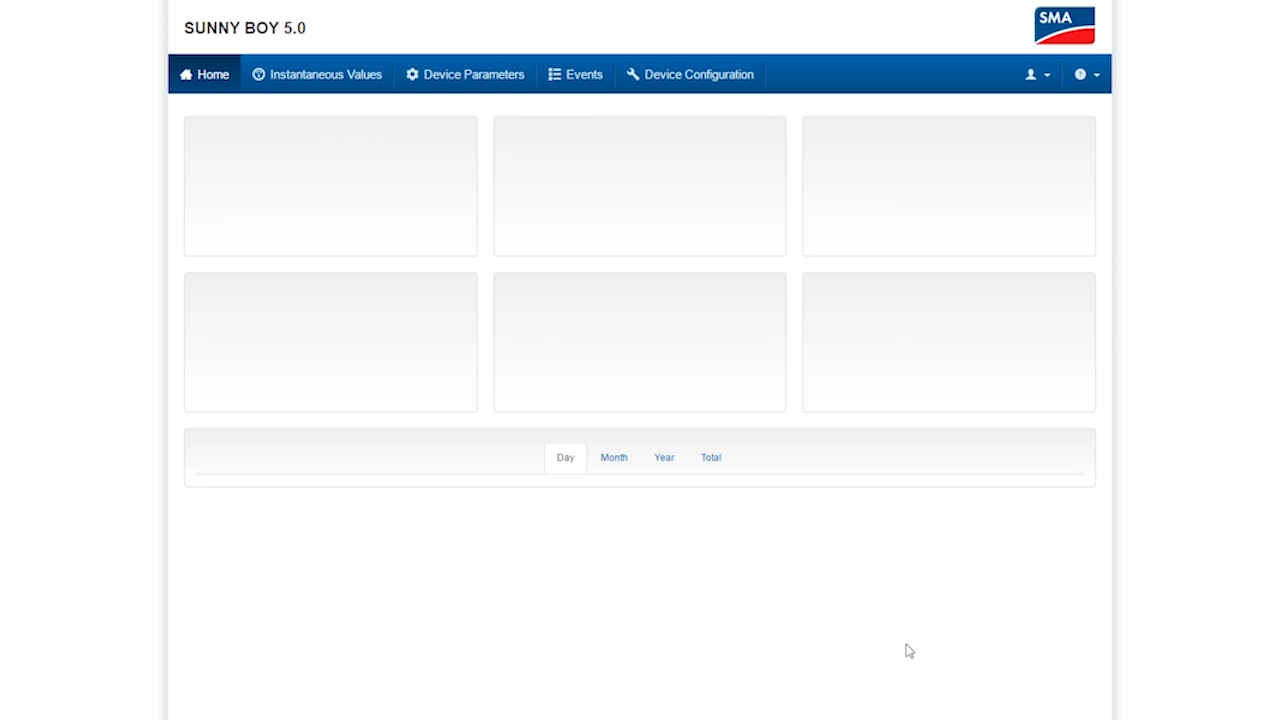 SUNNY BOY 5.0
SMA
Home Instantaneous Values Device Parameters Events Device Configuration ?
Day Month Year Total